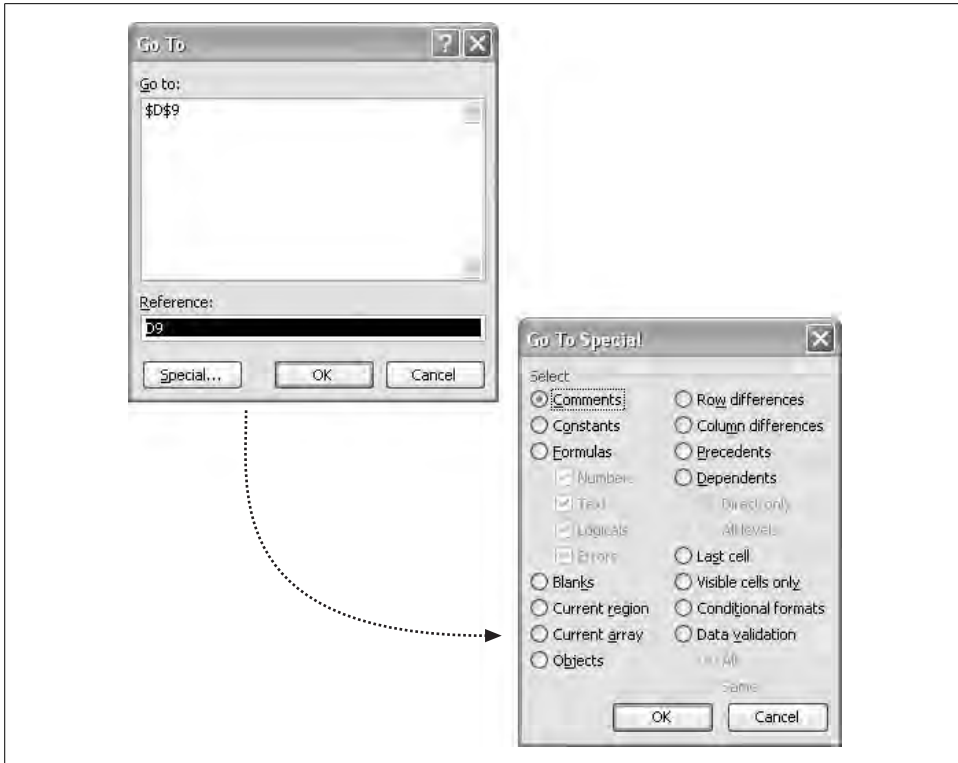 Go To
Go to:
$D$9
Reference:
D9
Special...
OK
Cancel
Go To Special
Select
Comments
Constants
Formulas
Numbers
Text
Logicals
Errors
Blanks
Current region
Current array
Objects
Row differences
Column differences
Precedents
Dependents
Direct only
All levels
Last cell
Visible cells only
Conditional formats
Data validation
All
Same
OK
Cancel